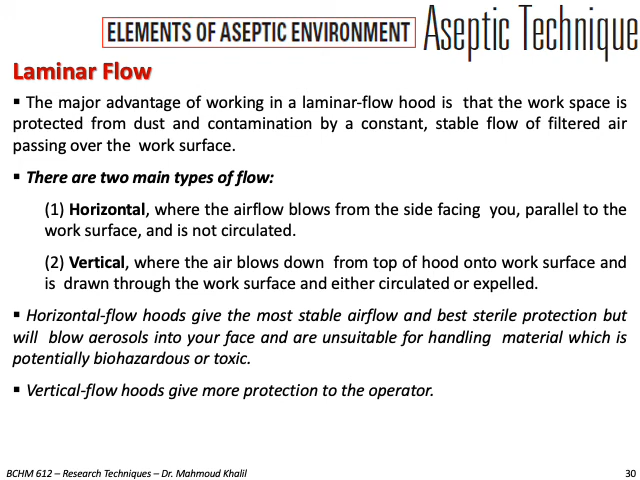 ELEMENTS OF ASEPTIC ENVIRONMENT
Aseptic Technique
Laminar Flow
▪ The major advantage of working in a laminar-flow hood is that the work space is
protected from dust and contamination by a constant, stable flow of filtered air
passing over the work surface.
▪ There are two main types of flow:
(1) Horizontal, where the airflow blows from the side facing you, parallel to the
work surface, and is not circulated.
(2) Vertical, where the air blows down from top of hood onto work surface and
is drawn through the work surface and either circulated or expelled.
▪ Horizontal-flow hoods give the most stable airflow and best sterile protection but
will blow aerosols into your face and are unsuitable for handling material which is
potentially biohazardous or toxic.
▪ Vertical-flow hoods give more protection to the operator.
BCHM 612 – Research Techniques – Dr. Mahmoud Khalil
30